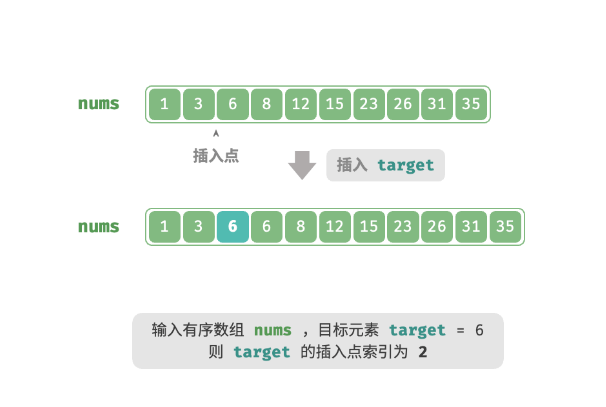 nums 1 3 6 8 12 15 23 26 31 35
插入点
插入 target
nums 1 3 6 6 8 12 15 23 26 31 35
输入有序数组 nums ，目标元素 target = 6
则 target 的插入点索引为 2